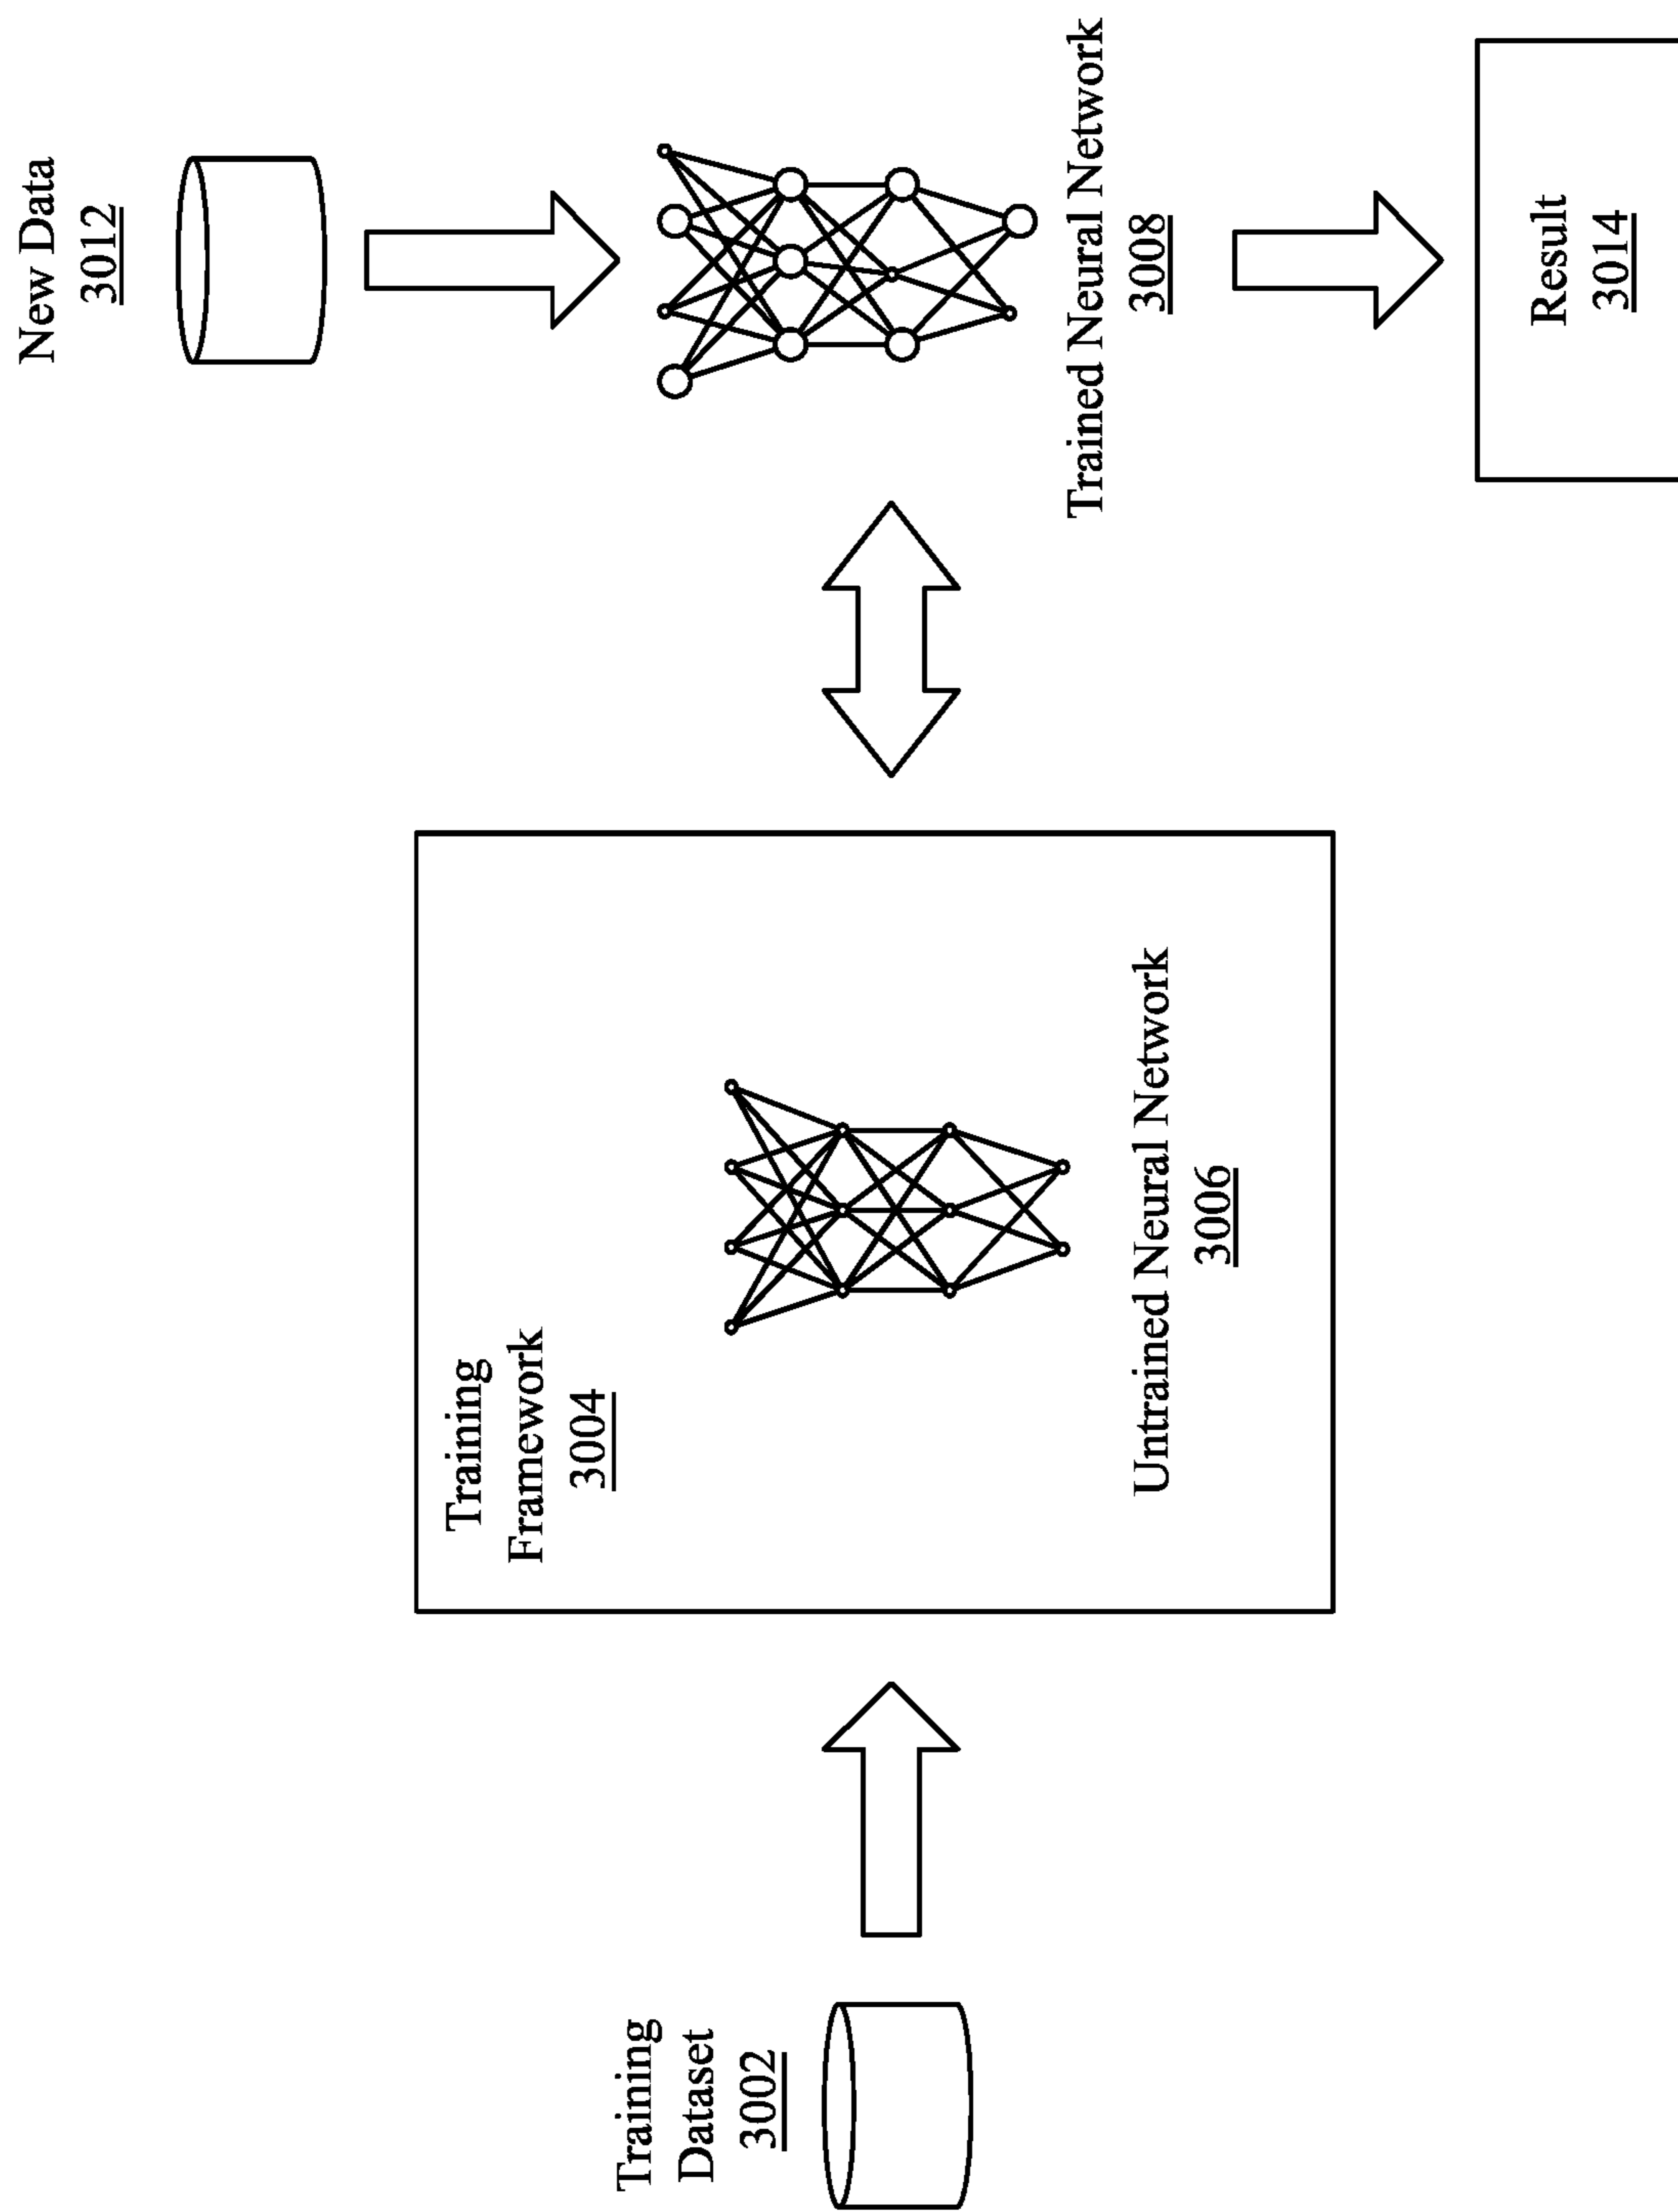 Training
Dataset
3002
Training
Framework
3004
Untrained Neural Network
3006
New Data
3012
Trained Neural Network
3008
Result
3014